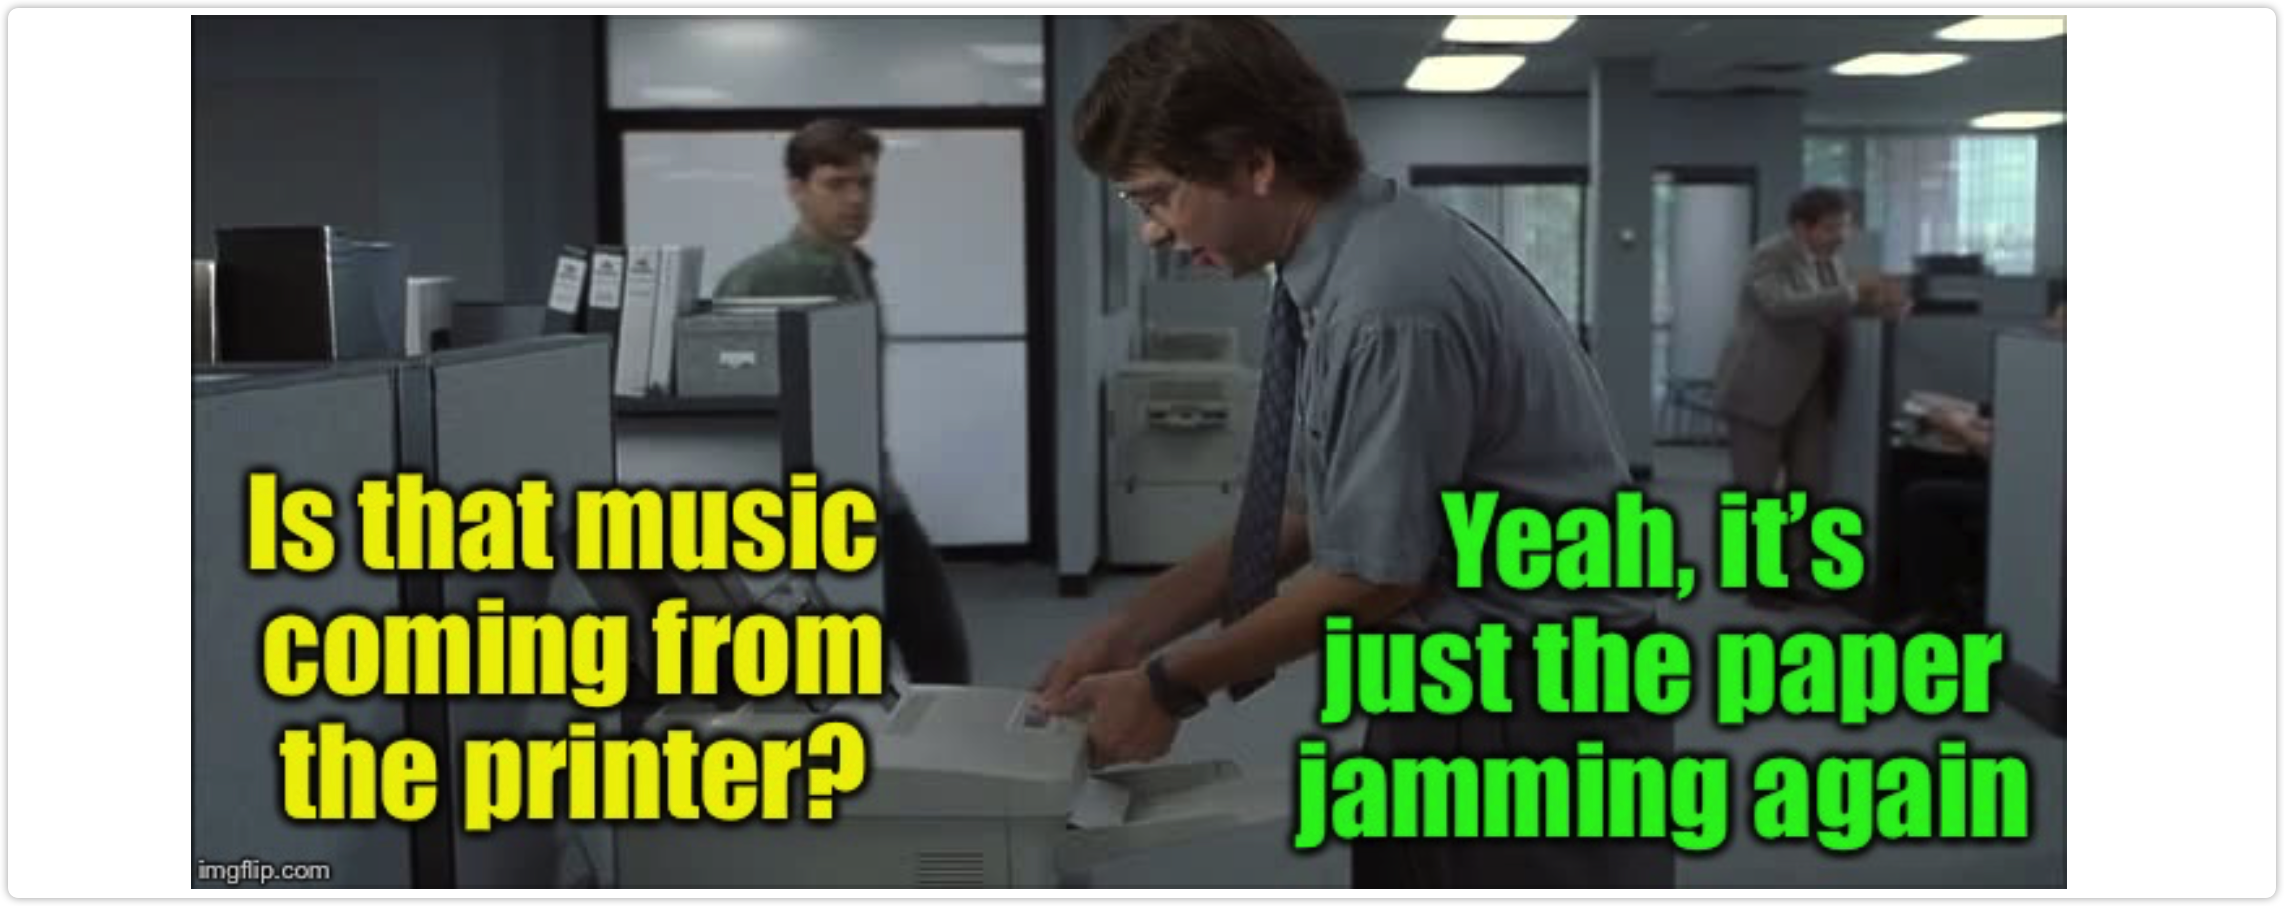 Is that music
coming from
the printer?
Yeah, it's
just the paper
jamming again
imgflip.com